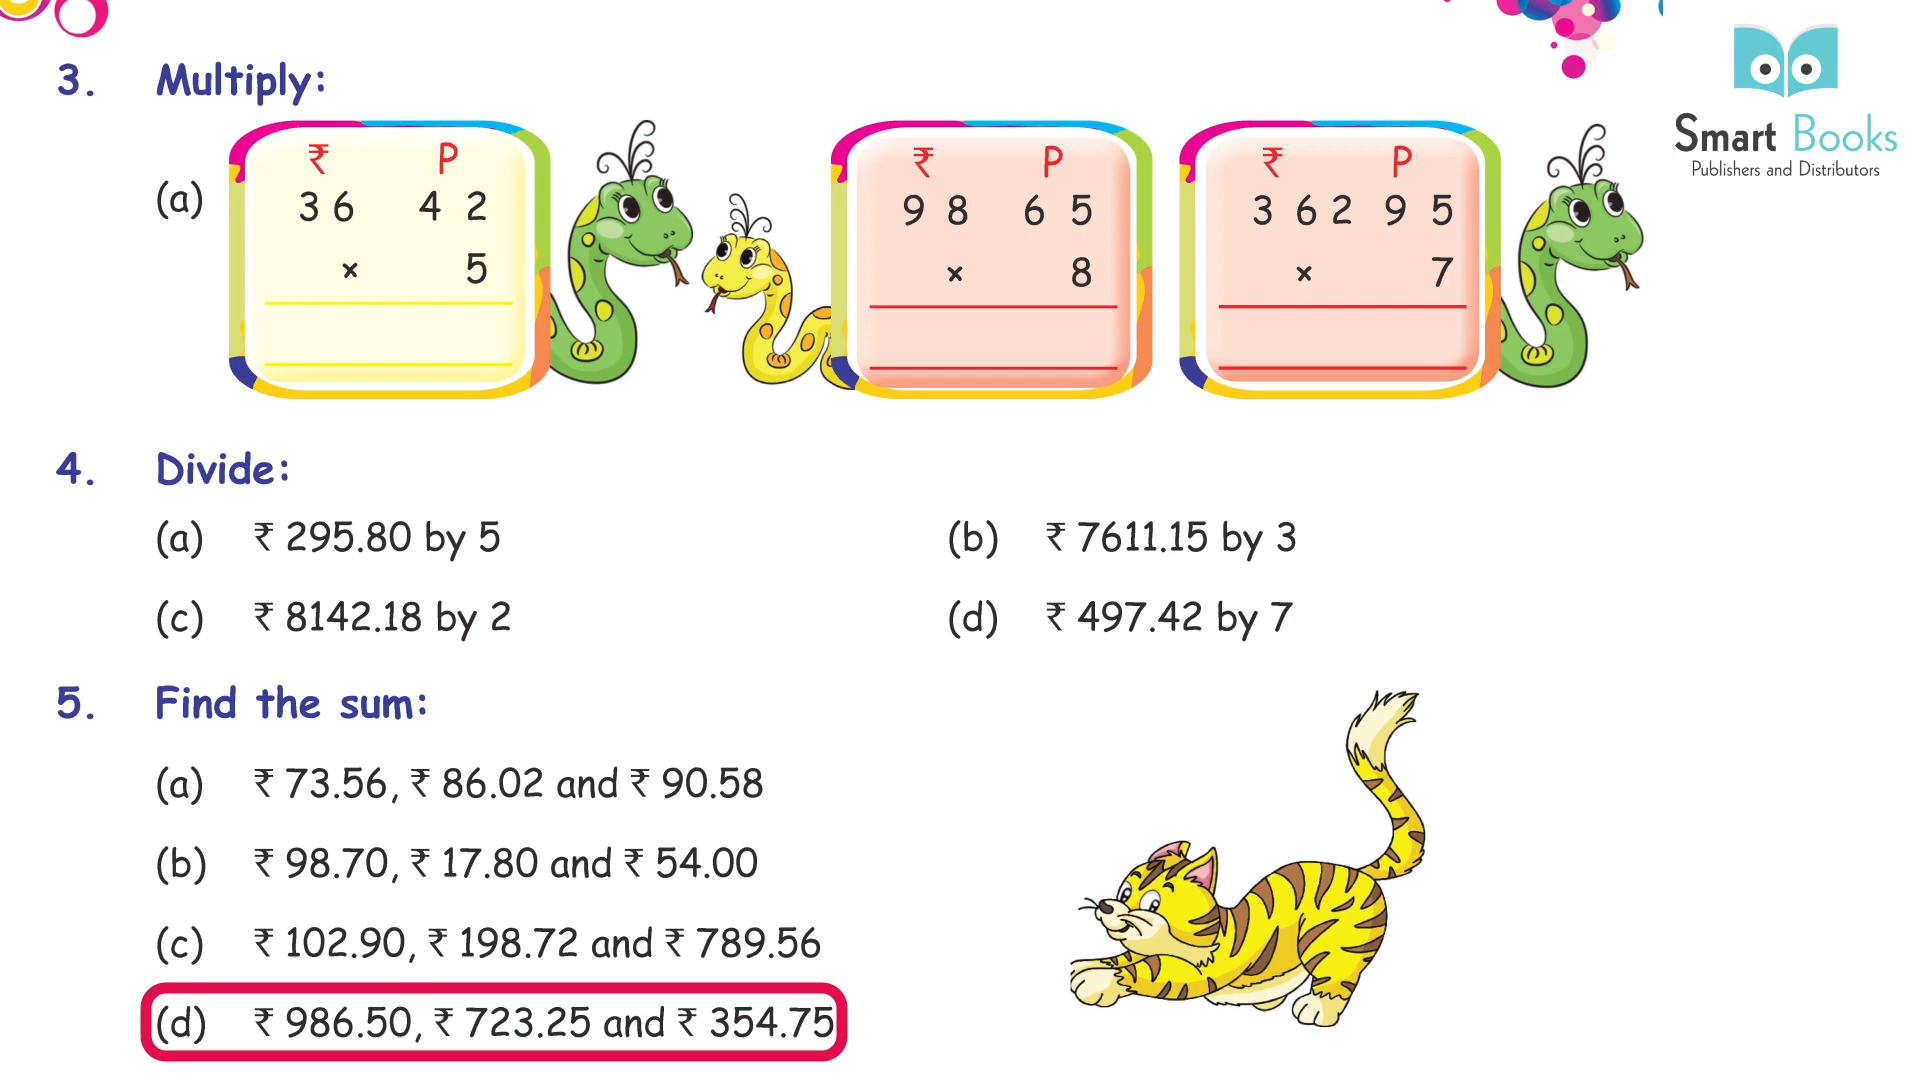 Smart Books
Publishers and Distributors
3. Multiply:
(a)
₹ P
36 42
× 5
₹ P
98 65
× 8
₹ P
362 95
× 7
4. Divide:
(a) ₹ 295.80 by 5
(b) ₹ 7611.15 by 3
(c) ₹ 8142.18 by 2
(d) ₹ 497.42 by 7
5. Find the sum:
(a) ₹ 73.56, ₹ 86.02 and ₹ 90.58
(b) ₹ 98.70, ₹ 17.80 and ₹ 54.00
(c) ₹ 102.90, ₹ 198.72 and ₹ 789.56
(d) ₹ 986.50, ₹ 723.25 and ₹ 354.75